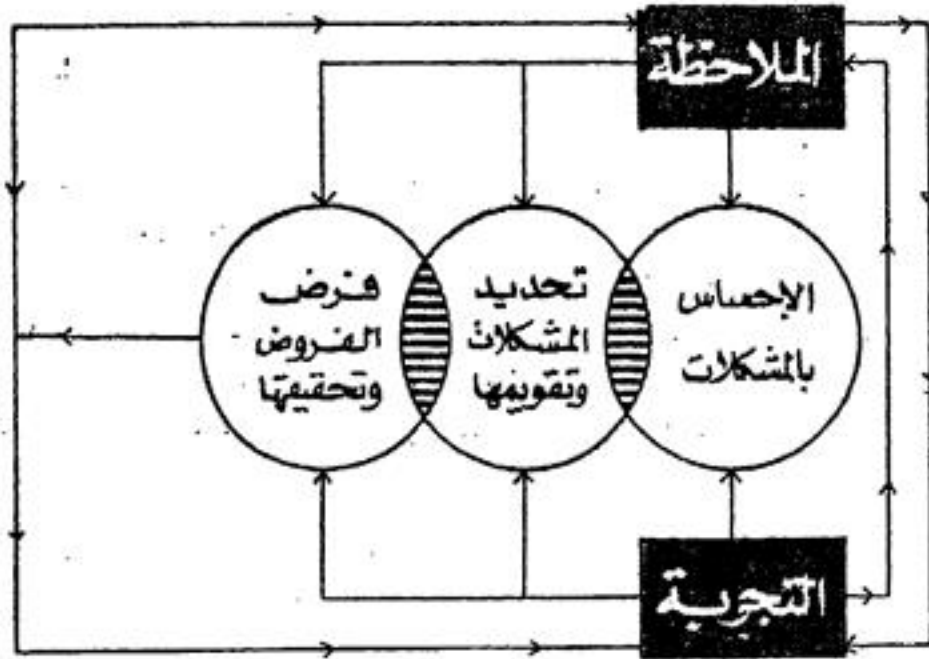 الملاحظة
الإحساس
بالمشكلات
تحديد
المشكلات
وتقويمها
فرض
الفروض
وتحقيقها
التجربة